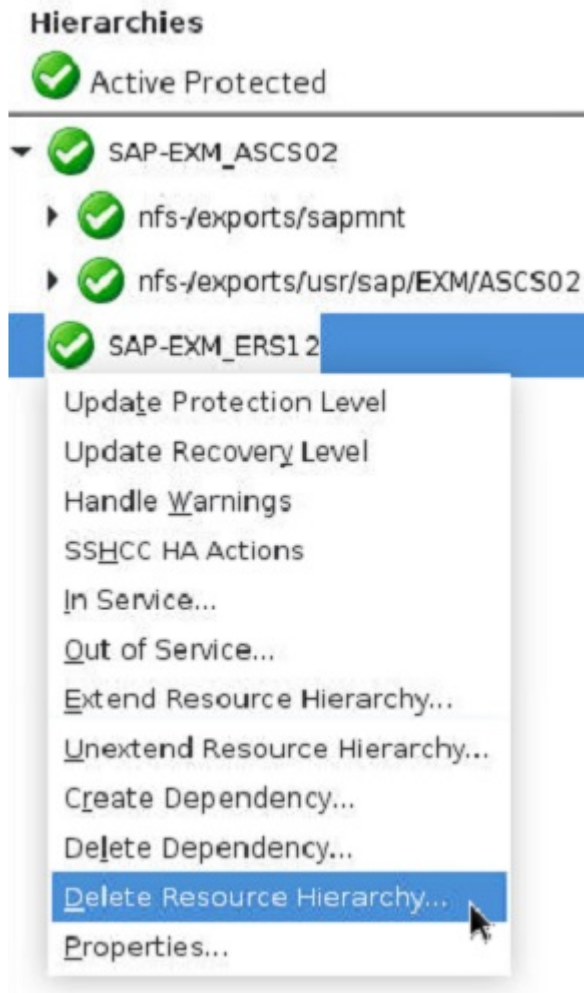 Hierarchies
Active Protected
SAP-EXM_ASCS02
nfs-/exports/sapmnt
nfs-/exports/usr/sap/EXM/ASCS02
SAP-EXM_ERS12
Update Protection Level
Update Recovery Level
Handle Warnings
SSHCC HA Actions
In Service...
Out of Service...
Extend Resource Hierarchy...
Unextend Resource Hierarchy...
Create Dependency...
Delete Dependency...
Delete Resource Hierarchy...
Properties...